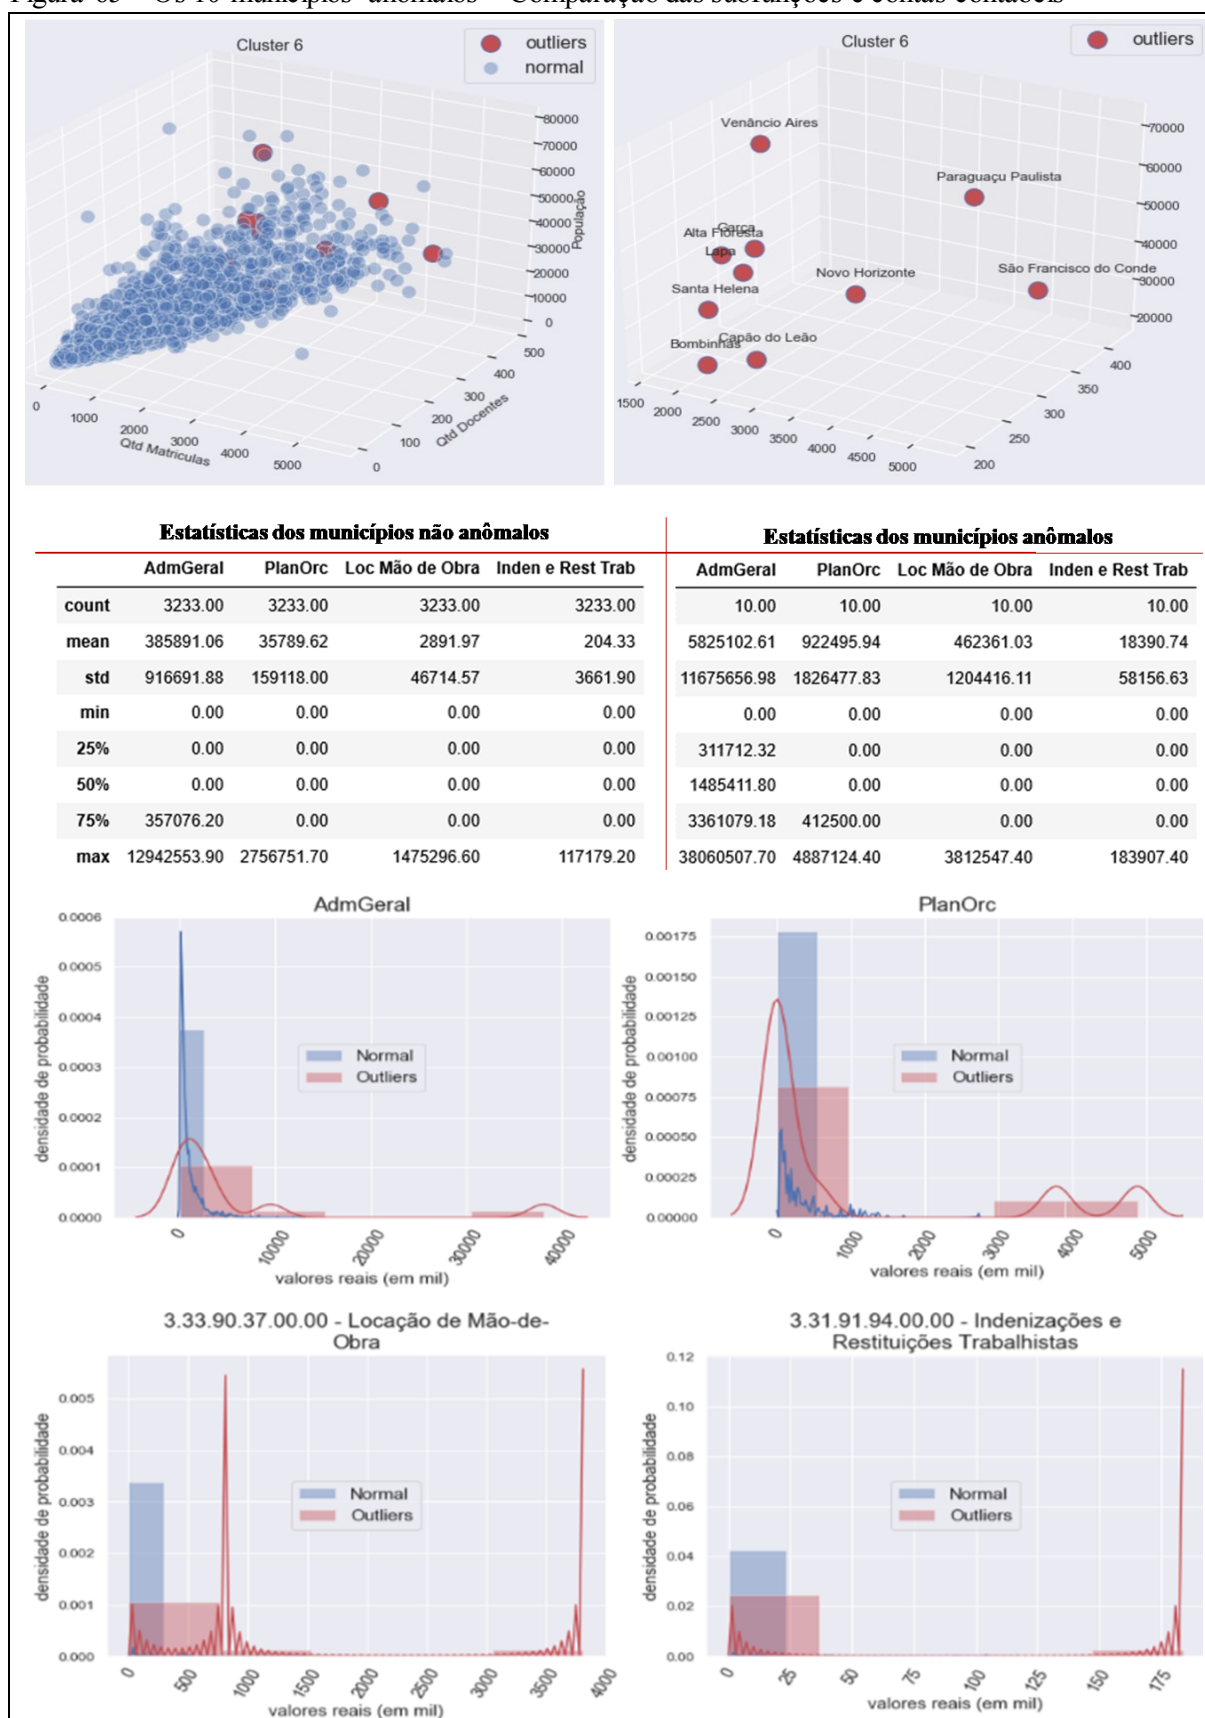 Figura 63 – Os 10 municípios "anômalos" – Comparação das subfunções e contas contábeis
Cluster 6
outliers
normal
80000
70000
60000
50000
40000
30000
20000
10000
0
População
500
400
300
200
100
0
Qtd Docentes
0
1000
2000
3000
4000
5000
Qtd Matriculas
Cluster 6
outliers
Venâncio Aires
Paraguaçu Paulista
Garça
Alta Floresta
Lapa
Novo Horizonte
São Francisco do Conde
Santa Helena
Bombinhas
Capão do Leão
70000
60000
50000
40000
30000
20000
400
350
300
250
200
1500
2000
2500
3000
3500
4000
4500
5000
Estatísticas dos municípios não anômalos
AdmGeral PlanOrc Loc Mão de Obra Inden e Rest Trab
count 3233.00 3233.00 3233.00 3233.00
mean 385891.06 35789.62 2891.97 204.33
std 916691.88 159118.00 46714.57 3661.90
min 0.00 0.00 0.00 0.00
25% 0.00 0.00 0.00 0.00
50% 0.00 0.00 0.00 0.00
75% 357076.20 0.00 0.00 0.00
max 12942553.90 2756751.70 1475296.60 117179.20
Estatísticas dos municípios anômalos
AdmGeral PlanOrc Loc Mão de Obra Inden e Rest Trab
10.00 10.00 10.00 10.00
5825102.61 922495.94 462361.03 18390.74
11675656.98 1826477.83 1204416.11 58156.63
0.00 0.00 0.00 0.00
311712.32 0.00 0.00 0.00
1485411.80 0.00 0.00 0.00
3361079.18 412500.00 0.00 0.00
38060507.70 4887124.40 3812547.40 183907.40
AdmGeral
0.0006
0.0005
0.0004
0.0003
0.0002
0.0001
0.0000
densidade de probabilidade
Normal
Outliers
0
10000
20000
30000
40000
valores reais (em mil)
PlanOrc
0.00175
0.00150
0.00125
0.00100
0.00075
0.00050
0.00025
0.00000
densidade de probabilidade
Normal
Outliers
0
1000
2000
3000
4000
5000
valores reais (em mil)
3.33.90.37.00.00 - Locação de Mão-de-
Obra
0.005
0.004
0.003
0.002
0.001
0.000
densidade de probabilidade
Normal
Outliers
0
500
1000
1500
2000
2500
3000
3500
4000
valores reais (em mil)
3.31.91.94.00.00 - Indenizações e
Restituições Trabalhistas
0.12
0.10
0.08
0.06
0.04
0.02
0.00
densidade de probabilidade
Normal
Outliers
0
25
50
75
100
125
150
175
valores reais (em mil)